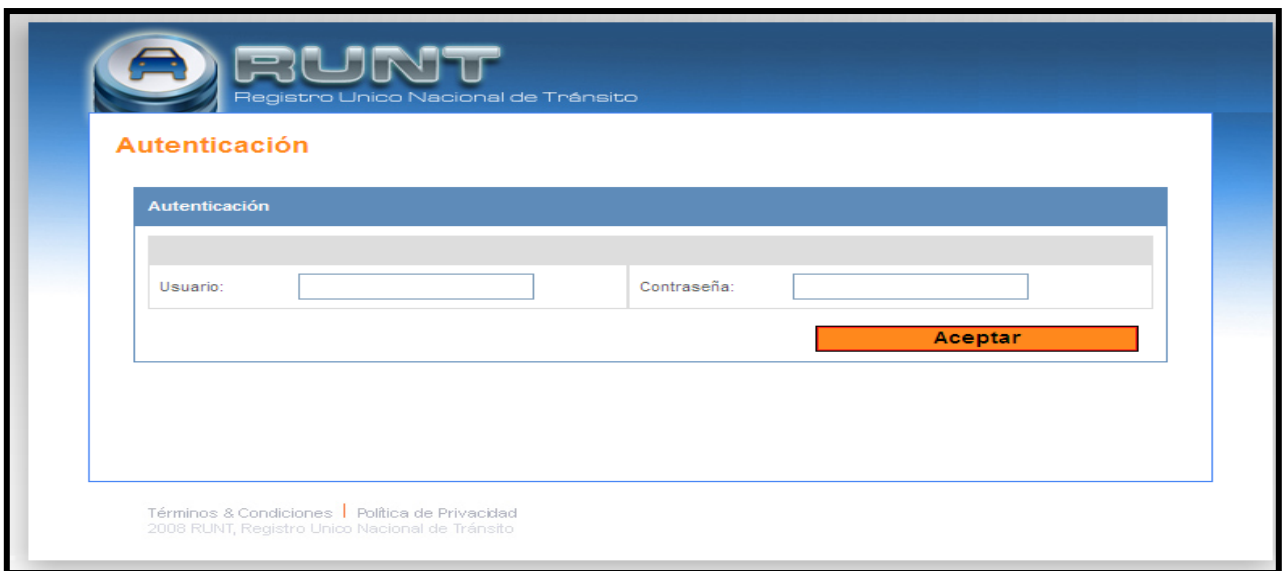 RUNT
Registro Unico Nacional de Tránsito
Autenticación
Autenticación
Usuario:
Contraseña:
Aceptar
Términos & Condiciones | Política de Privacidad
2008 RUNT, Registro Unico Nacional de Tránsito